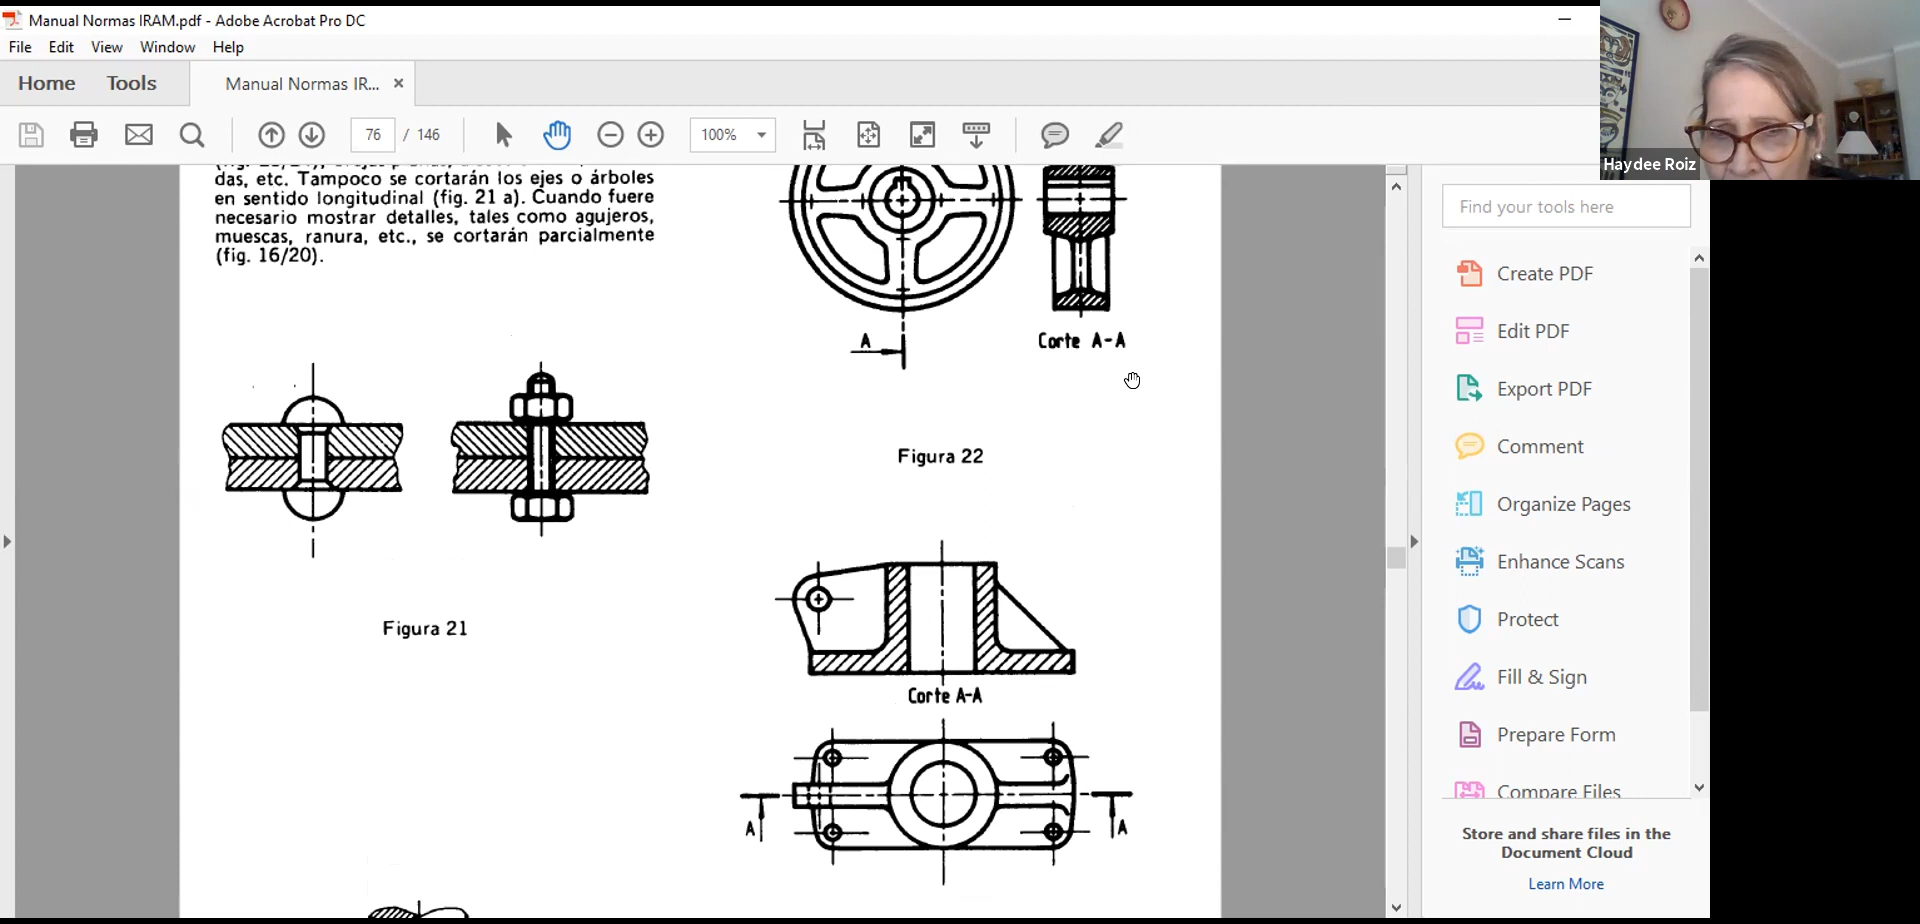 Manual Normas IRAM.pdf - Adobe Acrobat Pro DC
File Edit View Window Help
Home Tools Manual Normas IR... ×
76 / 146 100%
Haydee Roiz
das, etc. Tampoco se cortarán los ejes o árboles
en sentido longitudinal (fig. 21 a). Cuando fuere
necesario mostrar detalles, tales como agujeros,
muescas, ranura, etc., se cortarán parcialmente
(fig. 16/20).
A
Corte A-A
Figura 22
Figura 21
Corte A-A
A A
Find your tools here
Create PDF
Edit PDF
Export PDF
Comment
Organize Pages
Enhance Scans
Protect
Fill & Sign
Prepare Form
Compare Files
Store and share files in the
Document Cloud
Learn More